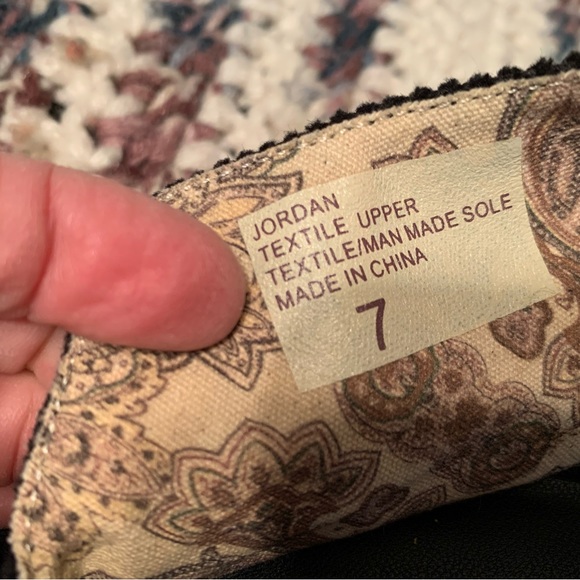 JORDAN
TEXTILE UPPER
TEXTILE/MAN MADE SOLE
MADE IN CHINA
7